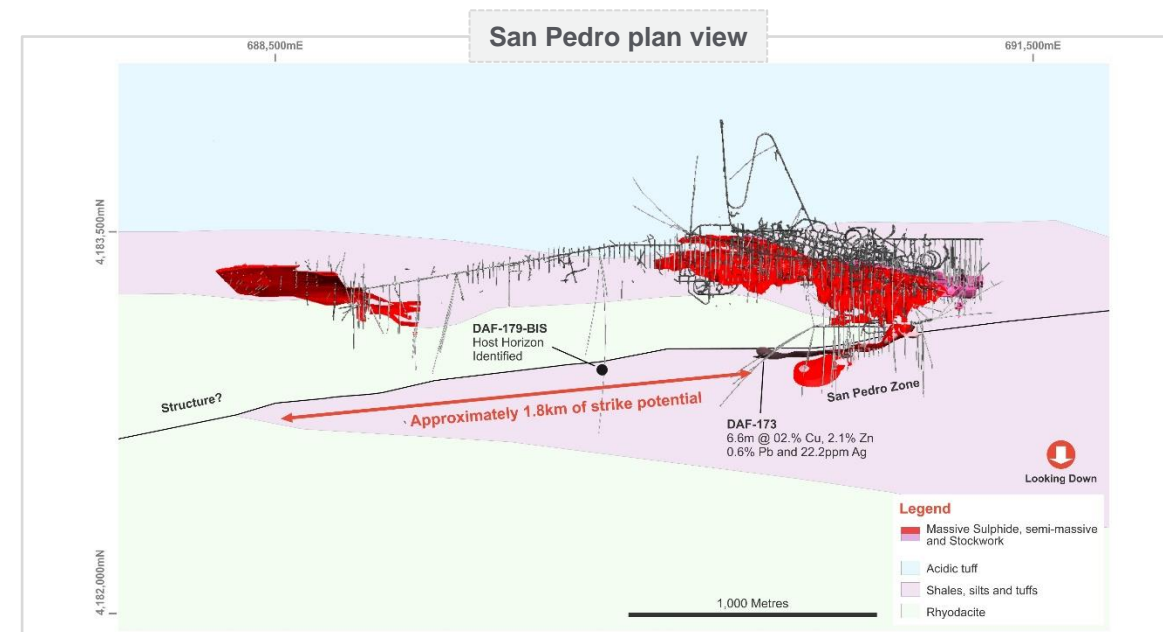 San Pedro plan view
688,500mE
691,500mE
4,183,500mN
DAF-179-BIS
Host Horizon
Identified
Structure?
Approximately 1.8km of strike potential
San Pedro Zone
DAF-173
6.6m @ 02.% Cu, 2.1% Zn
0.6% Pb and 22.2ppm Ag
Looking Down
Legend
Massive Sulphide, semi-massive
and Stockwork
Acidic tuff
Shales, silts and tuffs
Rhyodacite
4,182,000mN
1,000 Metres